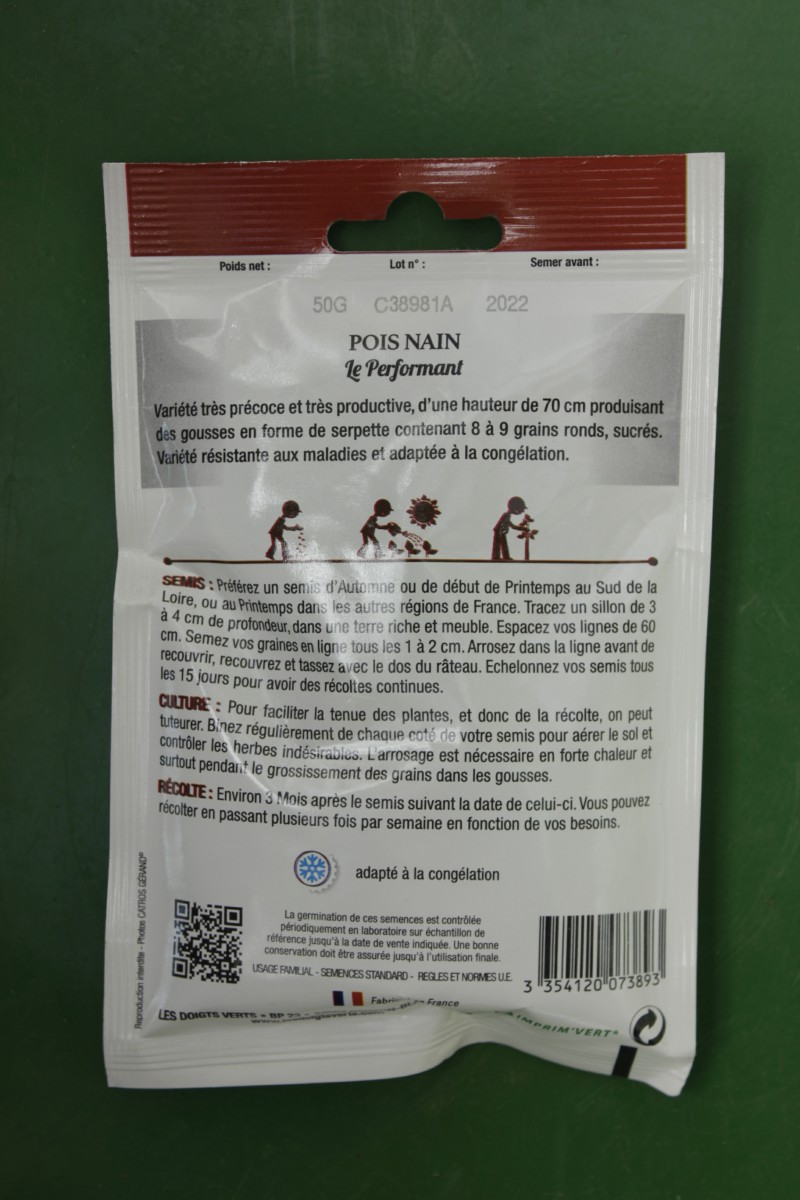 Poids net : Lot n° : Semer avant :
50G C38981A 2022
POIS NAIN
Le Performant
Variété très précoce et très productive, d'une hauteur de 70 cm produisant
des gousses en forme de serpette contenant 8 à 9 grains ronds, sucrés.
Variété résistante aux maladies et adaptée à la congélation.
SEMIS : Préférez un semis d'Automne ou de début de Printemps au Sud de la
Loire, ou au Printemps dans les autres régions de France. Tracez un sillon de 3
à 4 cm de profondeur, dans une terre riche et meuble. Espacez vos lignes de 60
cm. Semez vos graines en ligne tous les 1 à 2 cm. Arrosez dans la ligne avant de
recouvrir, recouvrez et tassez avec le dos du râteau. Echelonnez vos semis tous
les 15 jours pour avoir des récoltes continues.
CULTURE : Pour faciliter la tenue des plantes, et donc de la récolte, on peut
tuteurer. Binez régulièrement de chaque coté de votre semis pour aérer le sol et
contrôler les herbes indésirables. L'arrosage est nécessaire en forte chaleur et
surtout pendant le grossissement des grains dans les gousses.
RÉCOLTE : Environ 3 Mois après le semis suivant la date de celui-ci. Vous pouvez
récolter en passant plusieurs fois par semaine en fonction de vos besoins.
adapté à la congélation
La germination de ces semences est contrôlée
périodiquement en laboratoire sur échantillon de
référence jusqu'à la date de vente indiquée. Une bonne
conservation doit être assurée jusqu'à l'utilisation finale.
USAGE FAMILIAL - SEMENCES STANDARD - REGLES ET NORMES U.E.
3 354120 073893
France
LES DOIGTS VERTS - BP
IMPRIM'VERT®
Reproduction interdite - Photos CATROS GÉRAND®